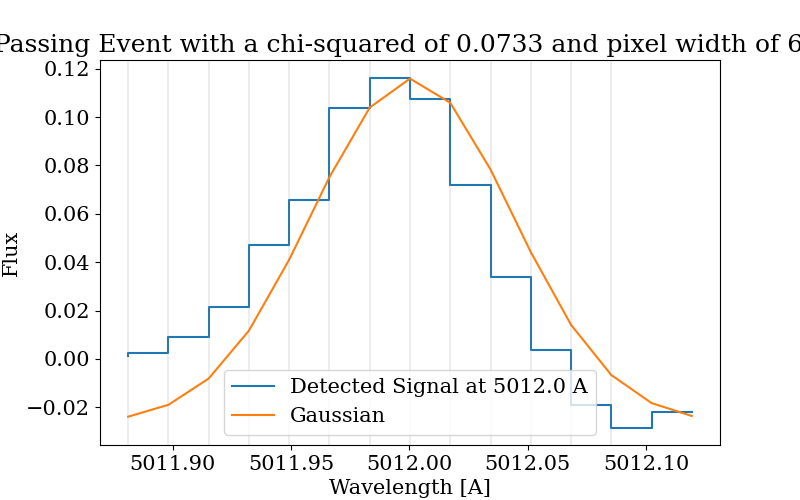 Passing Event with a chi-squared of 0.0733 and pixel width of 6
0.12
0.10
0.08
0.06
0.04
0.02
0.00
−0.02
Flux
Detected Signal at 5012.0 A
Gaussian
5011.90 5011.95 5012.00 5012.05 5012.10
Wavelength [A]